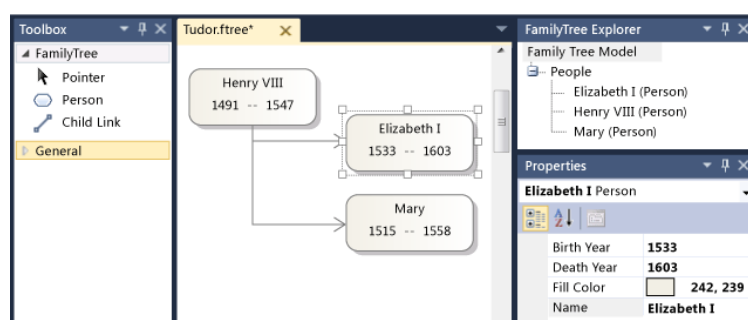 Toolbox
FamilyTree
Pointer
Person
Child Link
General
Tudor.ftree*
Henry VIII
1491 -- 1547
Elizabeth I
1533 -- 1603
Mary
1515 -- 1558
FamilyTree Explorer
Family Tree Model
People
Elizabeth I (Person)
Henry VIII (Person)
Mary (Person)
Properties
Elizabeth I Person
Birth Year 1533
Death Year 1603
Fill Color 242, 239
Name Elizabeth I